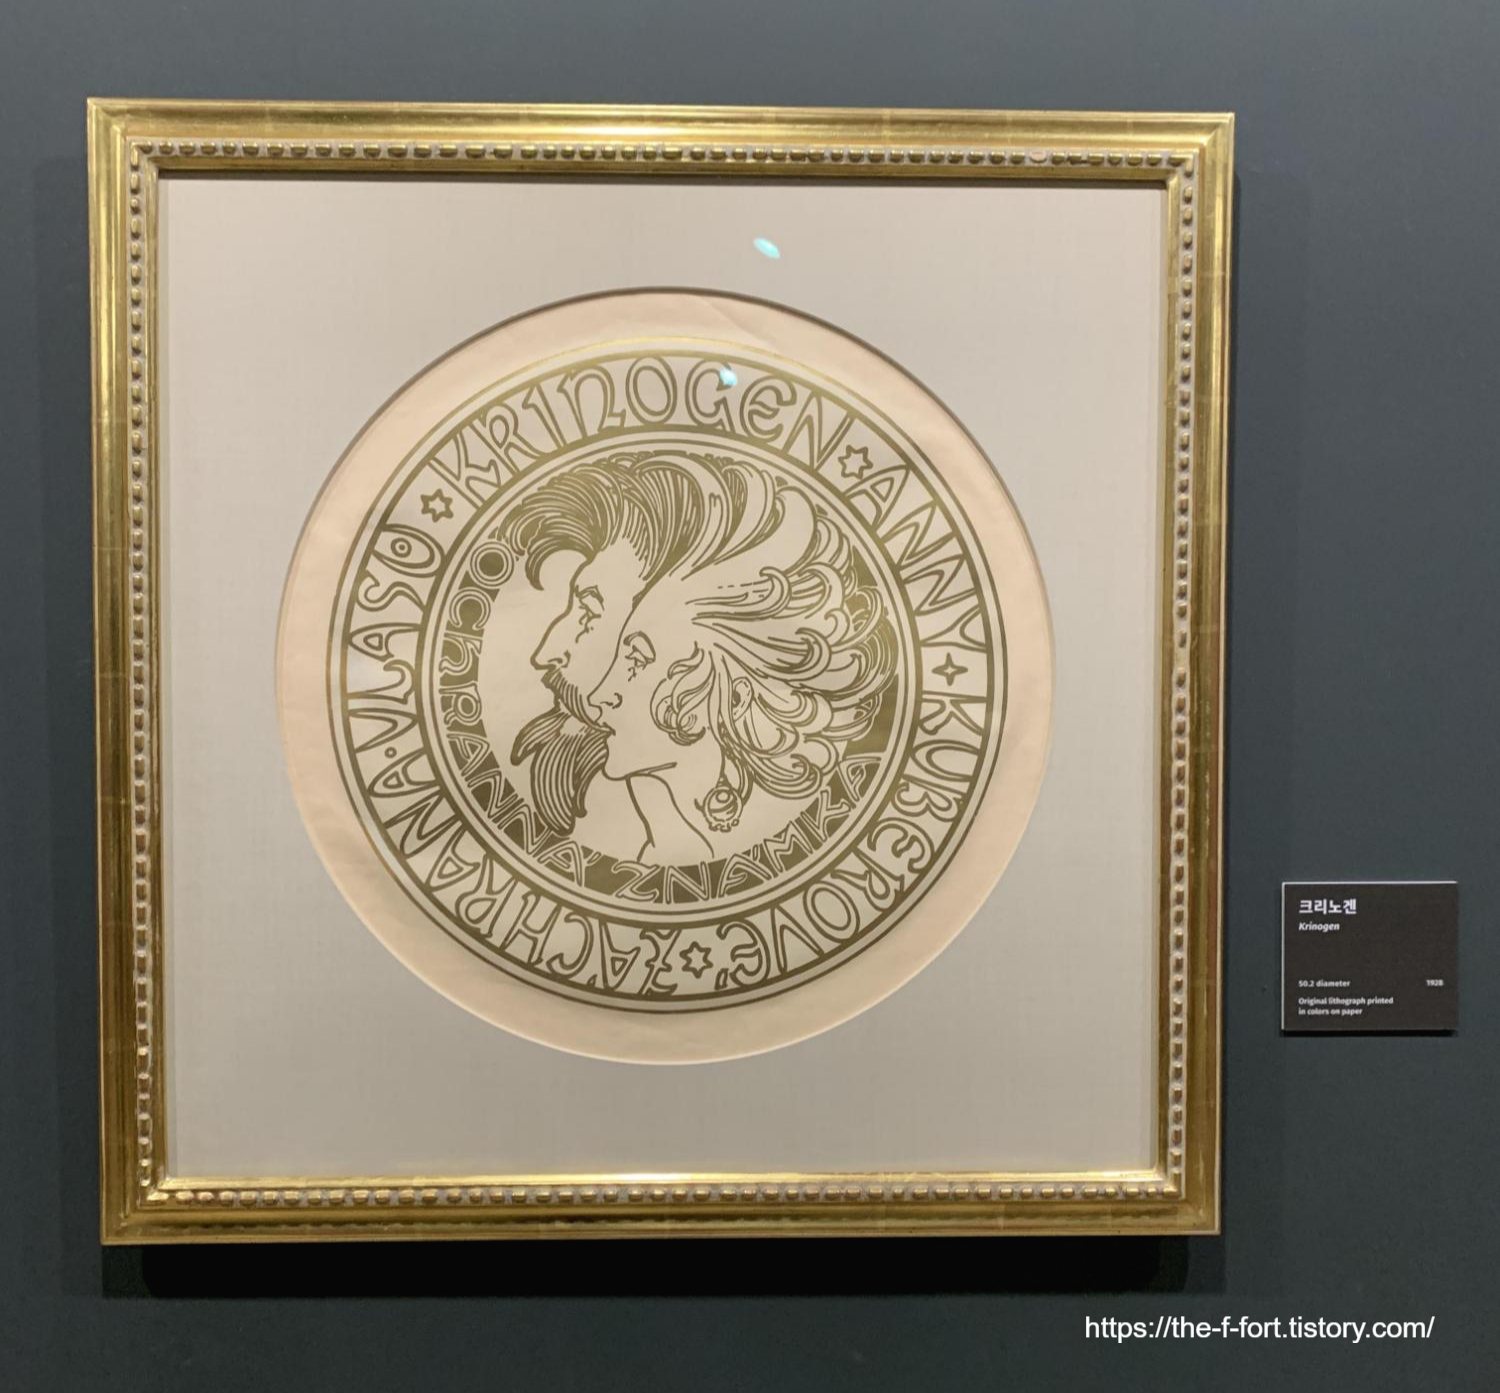 KRINOGEN ANNY KUBEROVÉ ZACHRANA·VLASO
OCHRANNÁ ZNÁMKA
크리노겐
Krinogen
50.2 diameter 1928
Original lithograph printed
in colors on paper
https://the-f-fort.tistory.com/